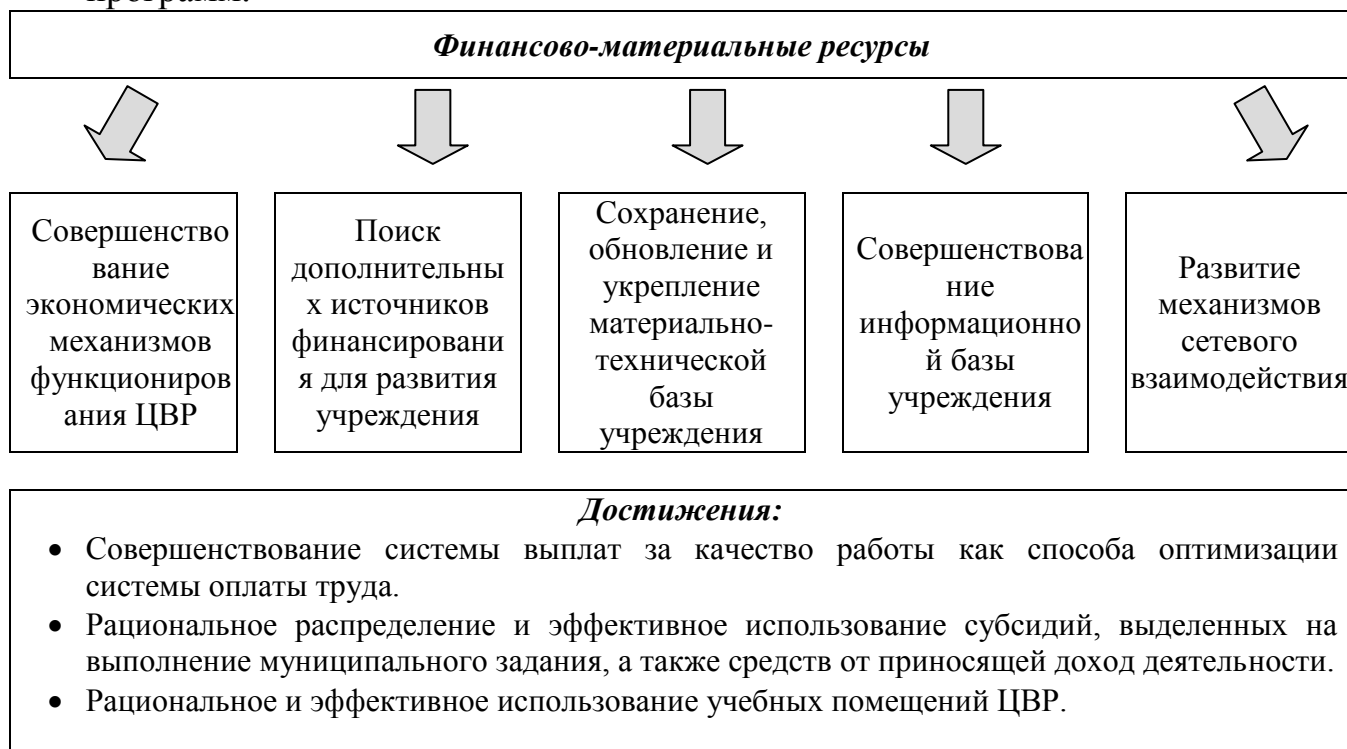 программ.
Финансово-материальные ресурсы
Совершенство
вание
экономических
механизмов
функциониров
ания ЦВР
Поиск
дополнительны
х источников
финансировани
я для развития
учреждения
Сохранение,
обновление и
укрепление
материально-
технической
базы
учреждения
Совершенствова
ние
информационно
й базы
учреждения
Развитие
механизмов
сетевого
взаимодействия
Достижения:
• Совершенствование системы выплат за качество работы как способа оптимизации
системы оплаты труда.
• Рациональное распределение и эффективное использование субсидий, выделенных на
выполнение муниципального задания, а также средств от приносящей доход деятельности.
• Рациональное и эффективное использование учебных помещений ЦВР.